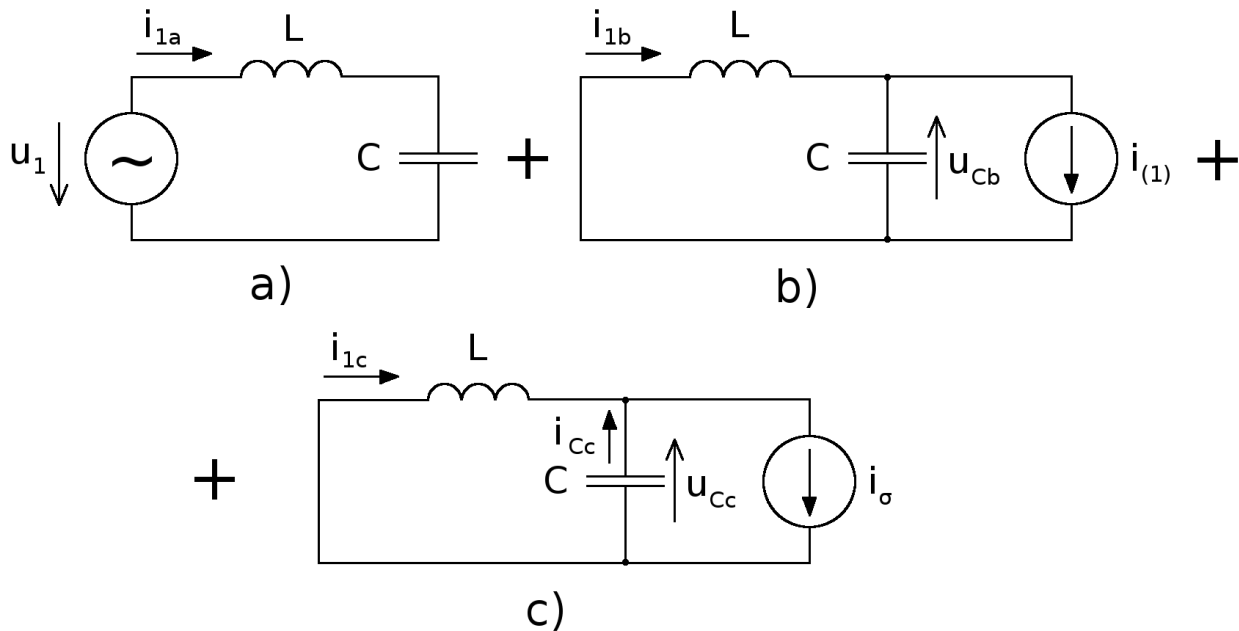 i1a L
u1 ~ C
a)
+
i1b L
C uCb i(1)
b)
+
+
i1c L
iCc
C uCc iσ
c)